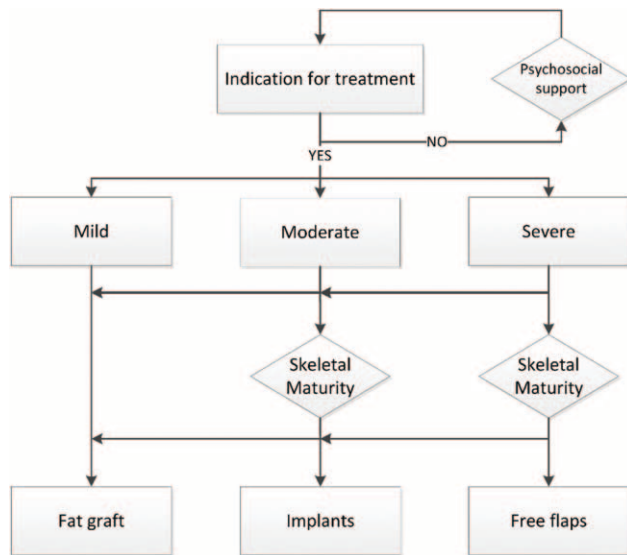 Indication for treatment
Psychosocial
support
NO
YES
Mild
Moderate
Severe
Skeletal
Maturity
Skeletal
Maturity
Fat graft
Implants
Free flaps